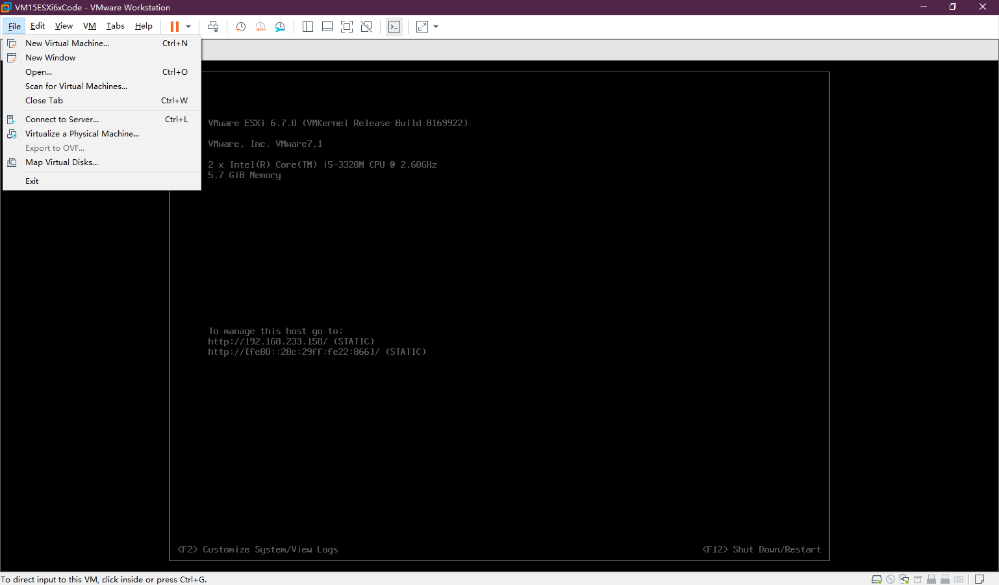 VM15ESXi6xCode - VMware Workstation
File Edit View VM Tabs Help
New Virtual Machine... Ctrl+N
New Window
Open... Ctrl+O
Scan for Virtual Machines...
Close Tab Ctrl+W
Connect to Server... Ctrl+L
Virtualize a Physical Machine...
Export to OVF...
Map Virtual Disks...
Exit
VMware ESXi 6.7.0 (VMKernel Release Build 8169922)
VMware, Inc. VMware7,1
2 x Intel(R) Core(TM) i5-3320M CPU @ 2.60GHz
5.7 GiB Memory
To manage this host go to:
http://192.168.233.158/ (STATIC)
http://[fe80::20c:29ff:fe22:866]/ (STATIC)
<F2> Customize System/View Logs
<F12> Shut Down/Restart
To direct input to this VM, click inside or press Ctrl+G.